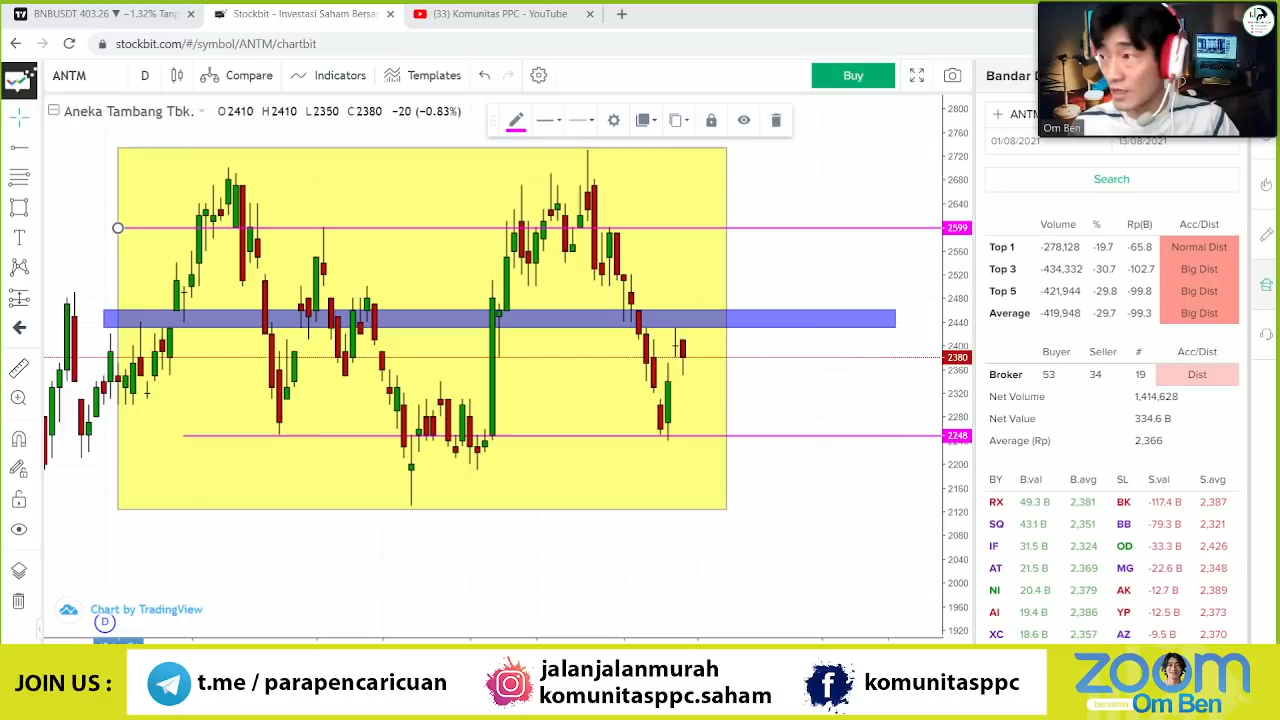 BNBUSDT 403.26 ▼ −1.32% Tanp
Stockbit - Investasi Saham Bersa
(33) Komunitas PPC - YouTube
stockbit.com/#/symbol/ANTM/chartbit
ANTM D Compare Indicators Templates Buy
Aneka Tambang Tbk. O2410 H2410 L2350 C2380 −20 (−0.83%)
2800
2760
2720
2680
2640
2599
2560
2520
2480
2440
2380
2360
2320
2280
2248
2200
2160
2120
2080
2040
2000
1960
1920
Chart by TradingView
D
Bandar D
ANTM
01/08/2021 13/08/2021
Om Ben
Search
Volume % Rp(B) Acc/Dist
Top 1 -278,128 -19.7 -65.8 Normal Dist
Top 3 -434,332 -30.7 -102.7 Big Dist
Top 5 -421,944 -29.8 -99.8 Big Dist
Average -419,948 -29.7 -99.3 Big Dist
Buyer Seller # Acc/Dist
Broker 53 34 19 Dist
Net Volume 1,414,628
Net Value 334.6 B
Average (Rp) 2,366
BY B.val B.avg SL S.val S.avg
RX 49.3 B 2,381 BK -117.4 B 2,387
SQ 43.1 B 2,351 BB -79.3 B 2,321
IF 31.5 B 2,324 OD -33.3 B 2,426
AT 21.5 B 2,369 MG -22.6 B 2,348
NI 20.4 B 2,379 AK -12.7 B 2,389
AI 19.4 B 2,386 YP -12.5 B 2,373
XC 18.6 B 2,357 AZ -9.5 B 2,370
JOIN US :
t.me / parapencaricuan
jalanjalanmurah
komunitasppc.saham
komunitasppc
zoom
bersama
Om Ben